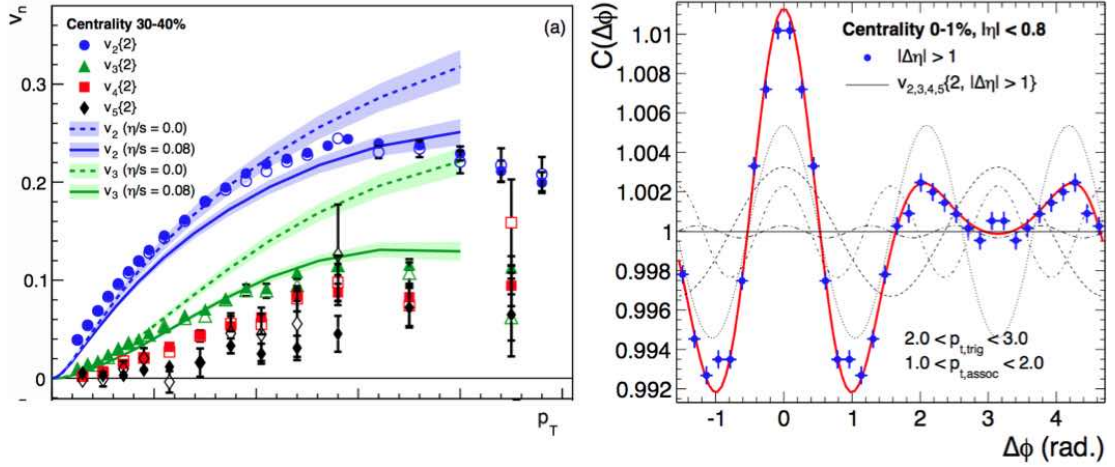 v_n
Centrality 30-40%
(a)
v_2{2}
v_3{2}
v_4{2}
v_5{2}
v_2 (η/s = 0.0)
v_2 (η/s = 0.08)
v_3 (η/s = 0.0)
v_3 (η/s = 0.08)
0.3
0.2
0.1
0
p_T
C(Δϕ)
Centrality 0-1%, |η| < 0.8
|Δη| > 1
v_2,3,4,5{2, |Δη| > 1}
1.01
1.008
1.006
1.004
1.002
1
0.998
0.996
0.994
0.992
2.0 < p_t,trig < 3.0
1.0 < p_t,assoc < 2.0
-1 0 1 2 3 4
Δϕ (rad.)